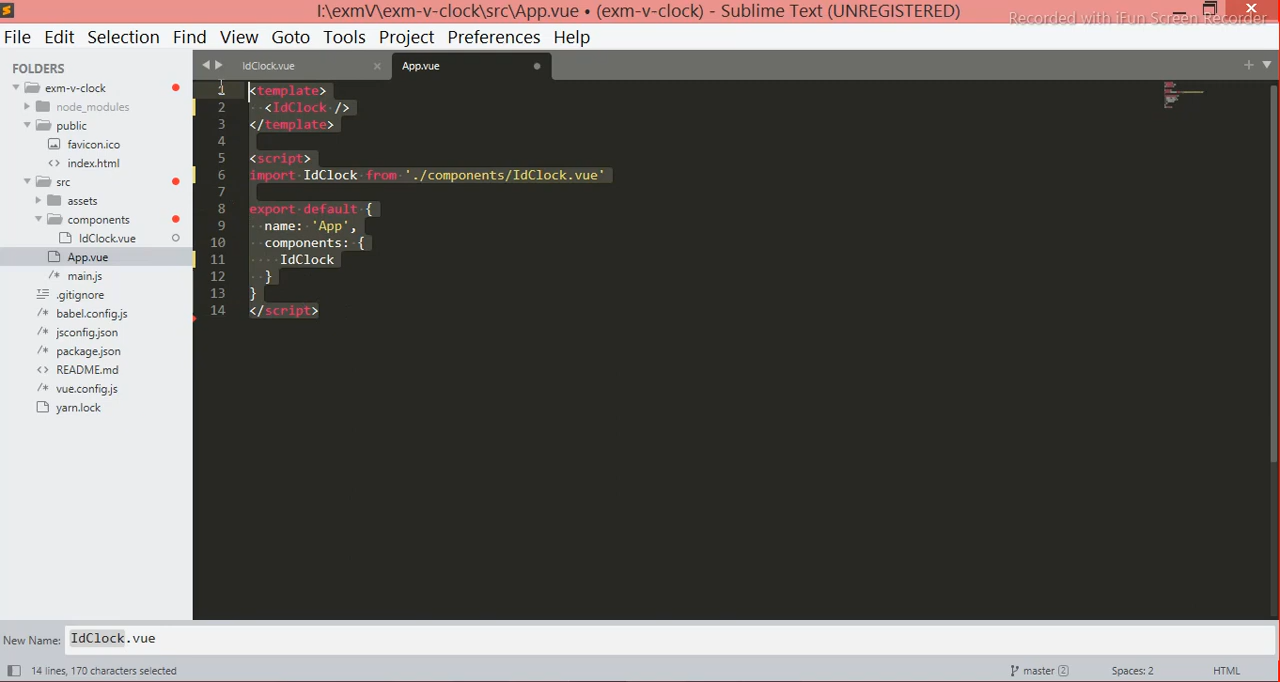 I:\exmV\exm-v-clock\src\App.vue • (exm-v-clock) - Sublime Text (UNREGISTERED)
Recorded with iFun Screen Recorder
File Edit Selection Find View Goto Tools Project Preferences Help
FOLDERS
exm-v-clock
node_modules
public
favicon.ico
<> index.html
src
assets
components
IdClock.vue
App.vue
/* main.js
.gitignore
/* babel.config.js
/* jsconfig.json
/* package.json
<> README.md
/* vue.config.js
yarn.lock
IdClock.vue × App.vue
1 <template>
2 <IdClock />
3 </template>
4
5 <script>
6 import IdClock from './components/IdClock.vue'
7
8 export default {
9 name: 'App',
10 components: {
11 IdClock
12 }
13 }
14 </script>
New Name: IdClock.vue
14 lines, 170 characters selected
master 2 Spaces: 2 HTML